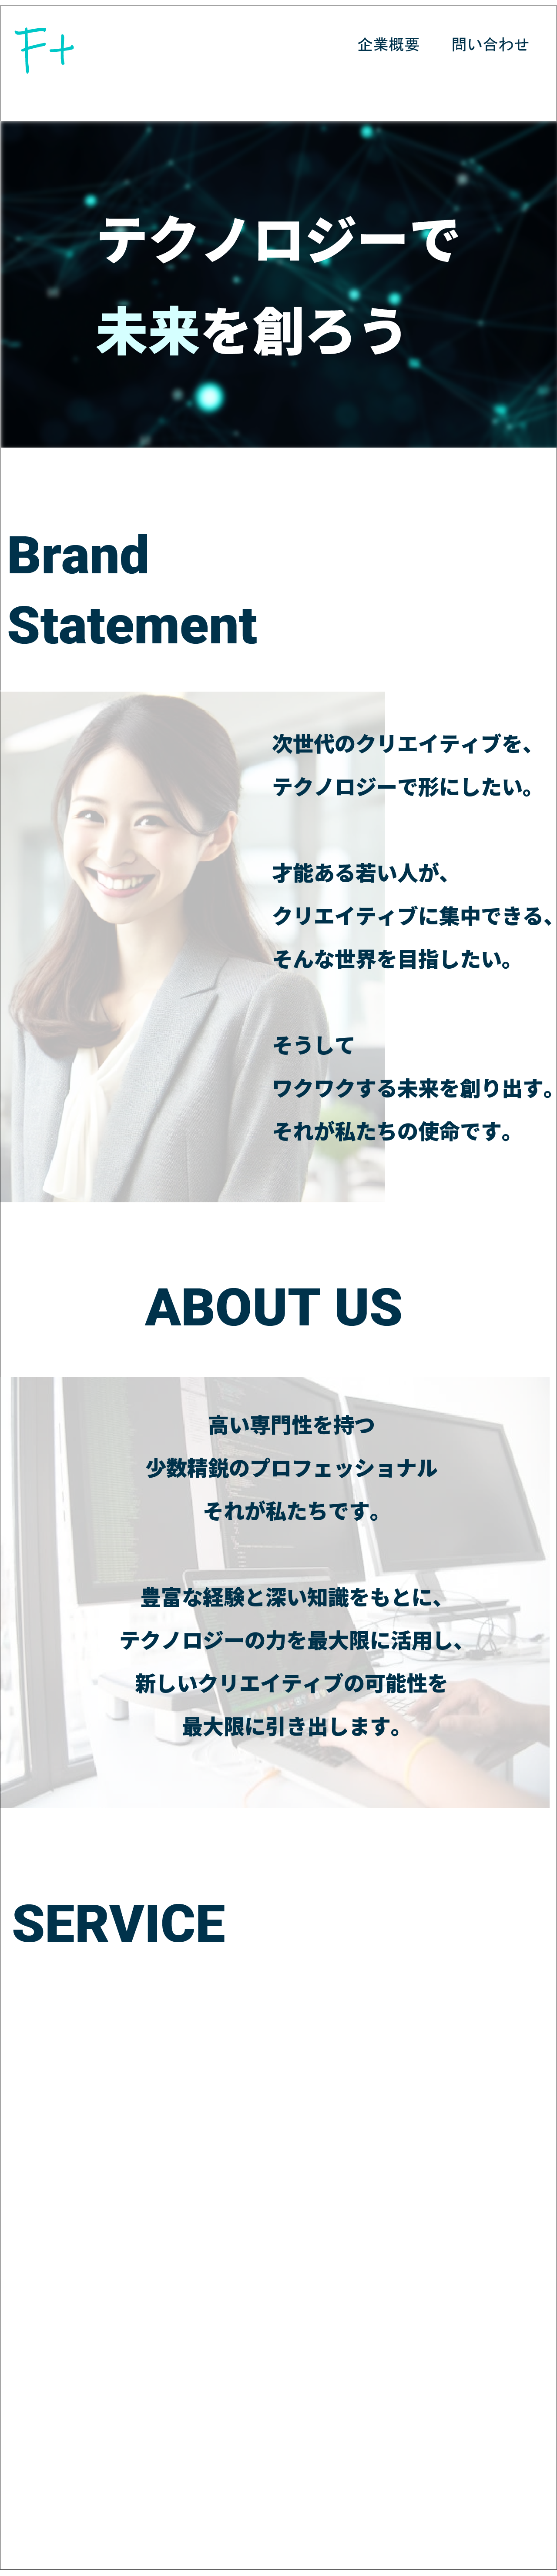 F+
企業概要 問い合わせ
テクノロジーで
未来を創ろう
Brand
Statement
次世代のクリエイティブを、
テクノロジーで形にしたい。
才能ある若い人が、
クリエイティブに集中できる、
そんな世界を目指したい。
そうして
ワクワクする未来を創り出す。
それが私たちの使命です。
ABOUT US
高い専門性を持つ
少数精鋭のプロフェッショナル
それが私たちです。
豊富な経験と深い知識をもとに、
テクノロジーの力を最大限に活用し、
新しいクリエイティブの可能性を
最大限に引き出します。
SERVICE